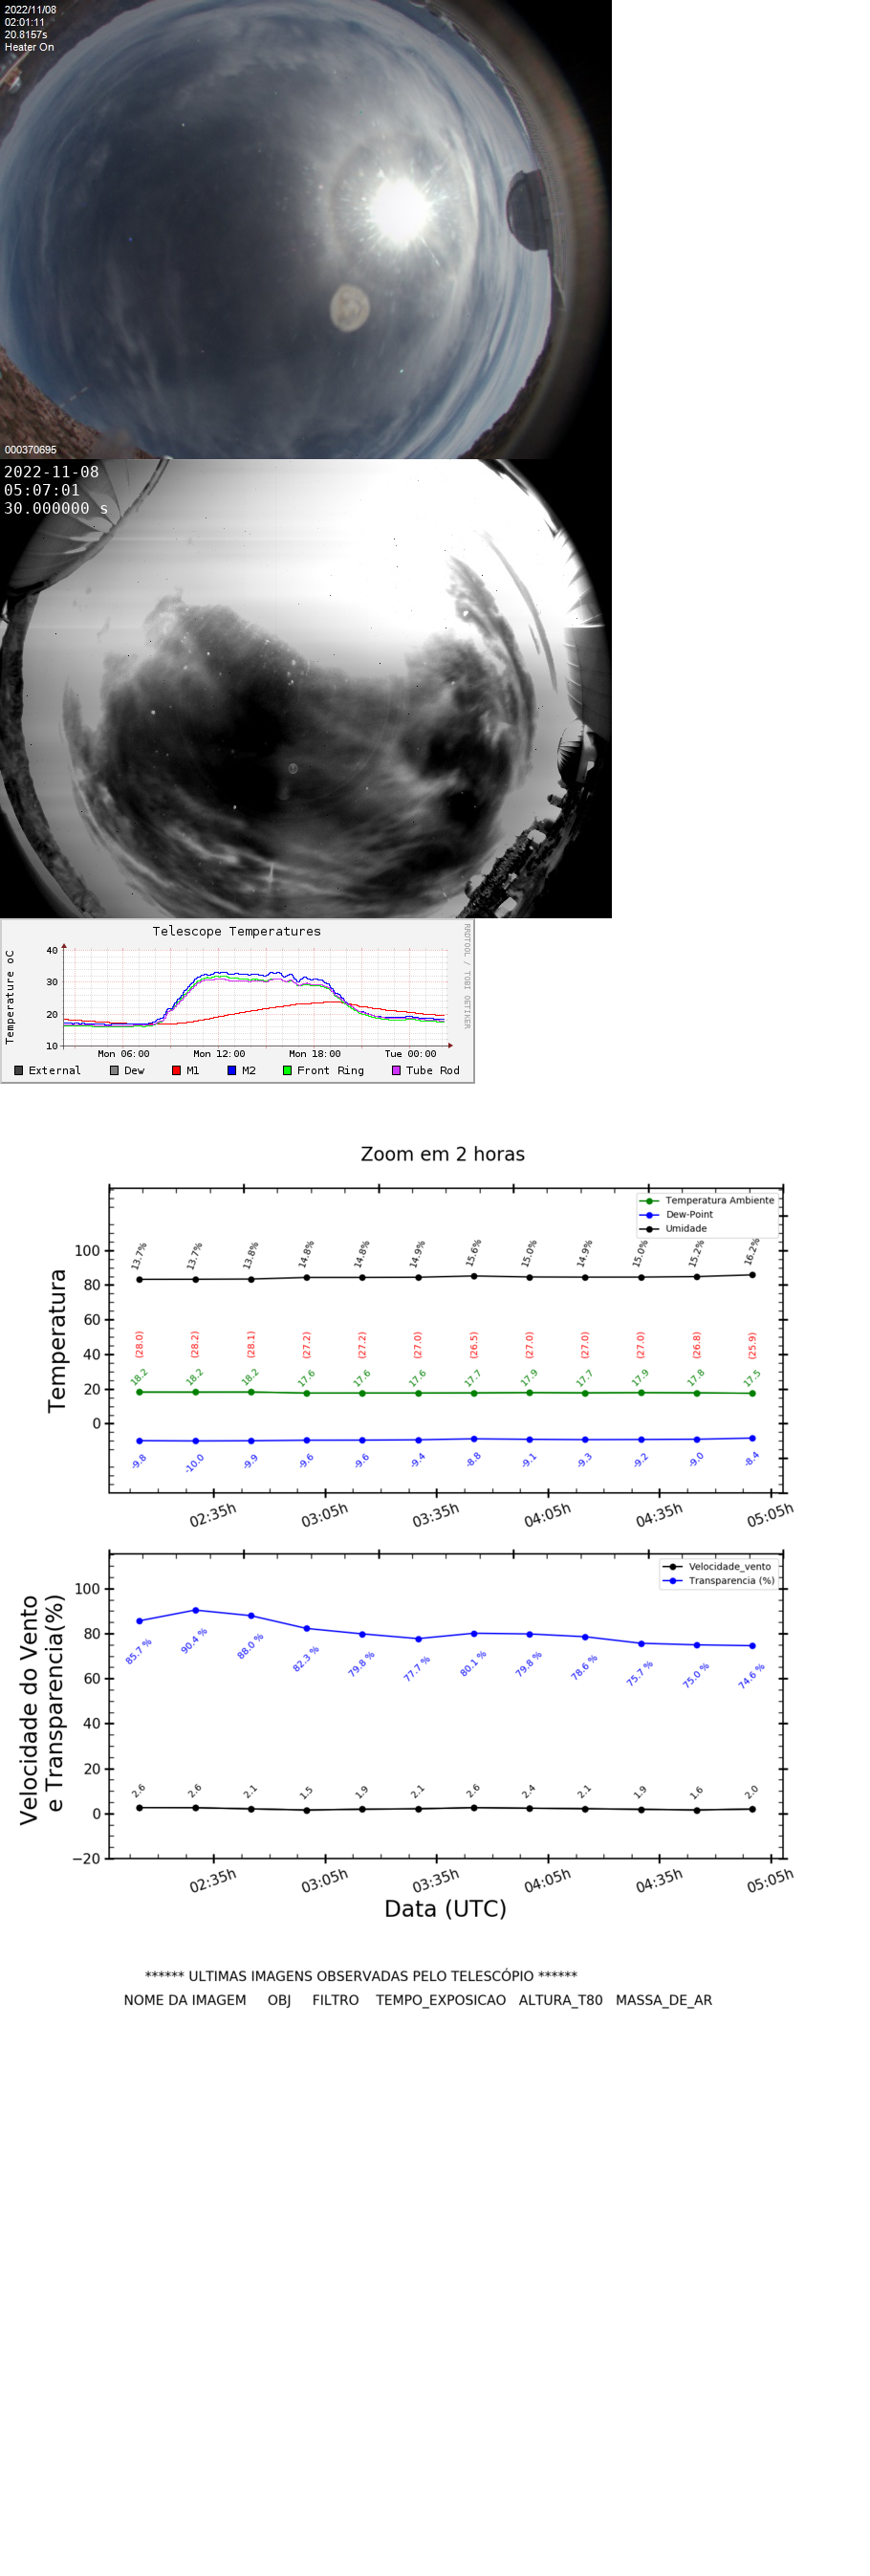 2022/11/08
02:01:11
20.8157s
Heater On
000370695
2022-11-08
05:07:01
30.000000 s
Telescope Temperatures
RRDTOOL / TOBI OETIKER
Temperature oC
40
30
20
10
Mon 06:00 Mon 12:00 Mon 18:00 Tue 00:00
External Dew M1 M2 Front Ring Tube Rod
Zoom em 2 horas
Temperatura Ambiente
Dew-Point
Umidade
Temperatura
100
80
60
40
20
0
13.7% 13.7% 13.8% 14.8% 14.8% 14.9% 15.6% 15.0% 14.9% 15.0% 15.2% 16.2%
(28.0) (28.2) (28.1) (27.2) (27.2) (27.0) (26.5) (27.0) (27.0) (27.0) (26.8) (25.9)
18.2 18.2 18.2 17.6 17.6 17.6 17.7 17.9 17.7 17.9 17.8 17.5
-9.8 -10.0 -9.9 -9.6 -9.6 -9.4 -8.8 -9.1 -9.3 -9.2 -9.0 -8.4
02:35h 03:05h 03:35h 04:05h 04:35h 05:05h
Velocidade_vento
Transparencia (%)
Velocidade do Vento
e Transparencia(%)
100
80
60
40
20
0
−20
85.7 % 90.4 % 88.0 % 82.3 % 79.8 % 77.7 % 80.1 % 79.8 % 78.6 % 75.7 % 75.0 % 74.6 %
2.6 2.6 2.1 1.5 1.9 2.1 2.6 2.4 2.1 1.9 1.6 2.0
02:35h 03:05h 03:35h 04:05h 04:35h 05:05h
Data (UTC)
****** ULTIMAS IMAGENS OBSERVADAS PELO TELESCÓPIO ******
NOME DA IMAGEM OBJ FILTRO TEMPO_EXPOSICAO ALTURA_T80 MASSA_DE_AR